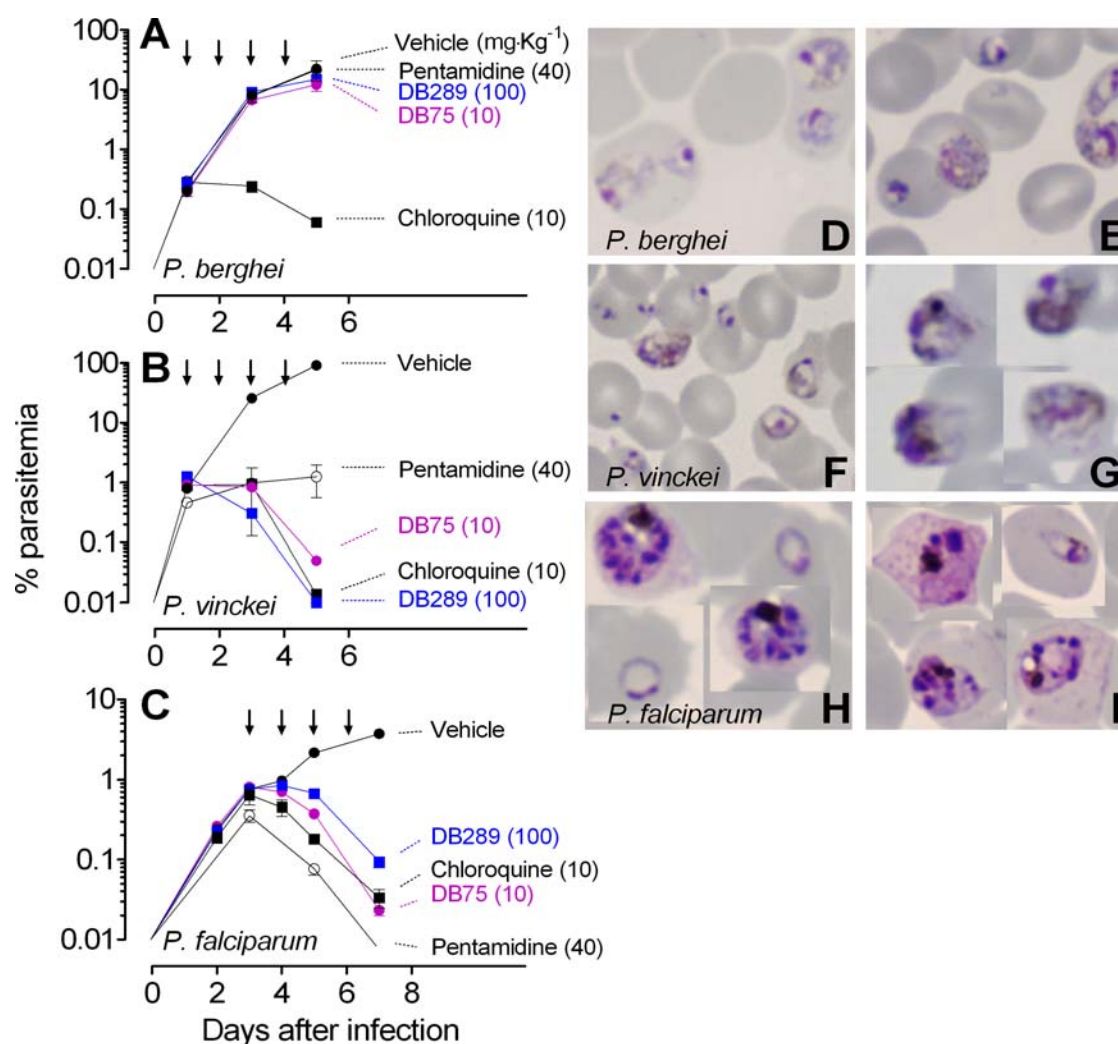 A
100
10
1
0.1
0.01
Vehicle (mg·Kg⁻¹)
Pentamidine (40)
DB289 (100)
DB75 (10)
Chloroquine (10)
P. berghei
0 2 4 6
B
100
10
1
0.1
0.01
% parasitemia
Vehicle
Pentamidine (40)
DB75 (10)
Chloroquine (10)
DB289 (100)
P. vinckei
0 2 4 6
C
10
1
0.1
0.01
Vehicle
DB289 (100)
Chloroquine (10)
DB75 (10)
Pentamidine (40)
P. falciparum
0 2 4 6 8
Days after infection
P. berghei D
E
P. vinckei F
G
P. falciparum H
I